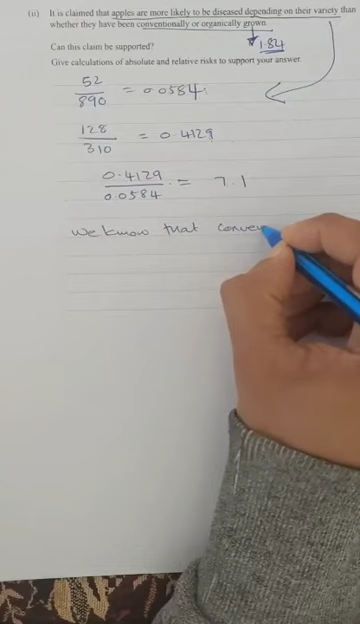 (ii) It is claimed that apples are more likely to be diseased depending on their variety than
whether they have been conventionally or organically grown.
1.84
Can this claim be supported?
Give calculations of absolute and relative risks to support your answer.
52/890 = 0.0584
128/310 = 0.4129
0.4129/0.0584 = 7.1
We know that conven